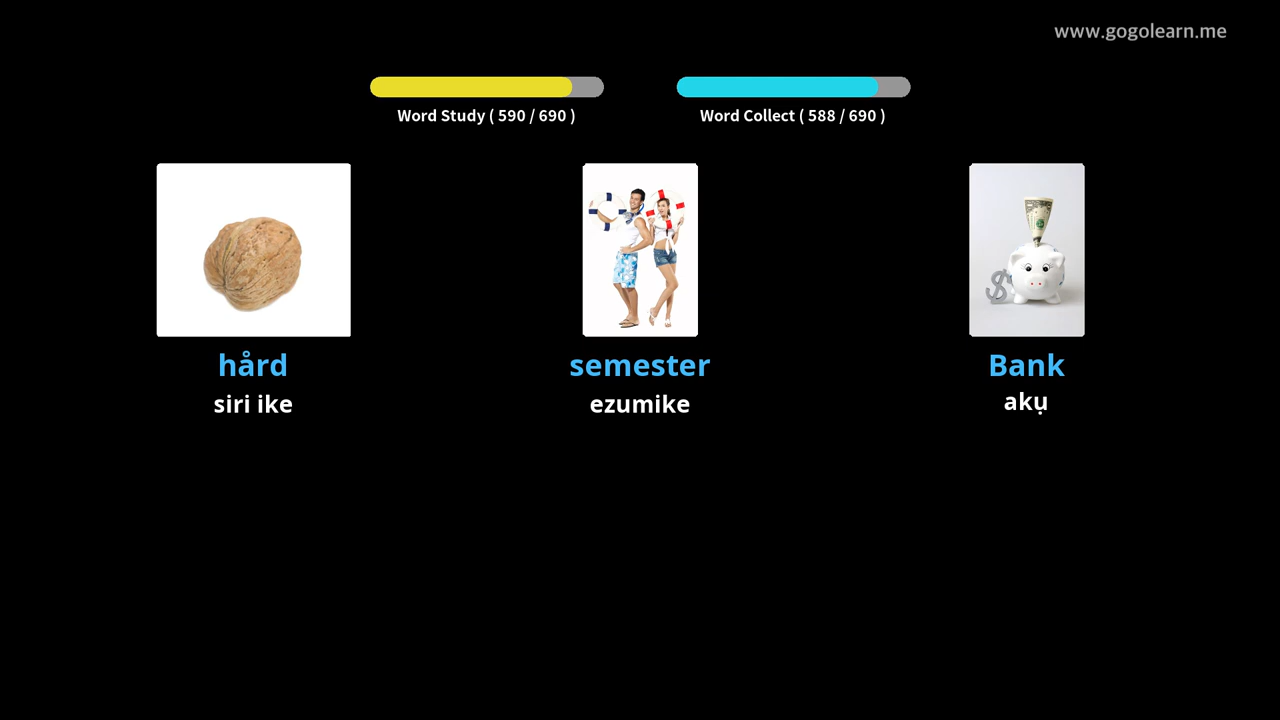 www.gogolearn.me
Word Study ( 590 / 690 )
Word Collect ( 588 / 690 )
hård
semester
Bank
siri ike
ezumike
akụ